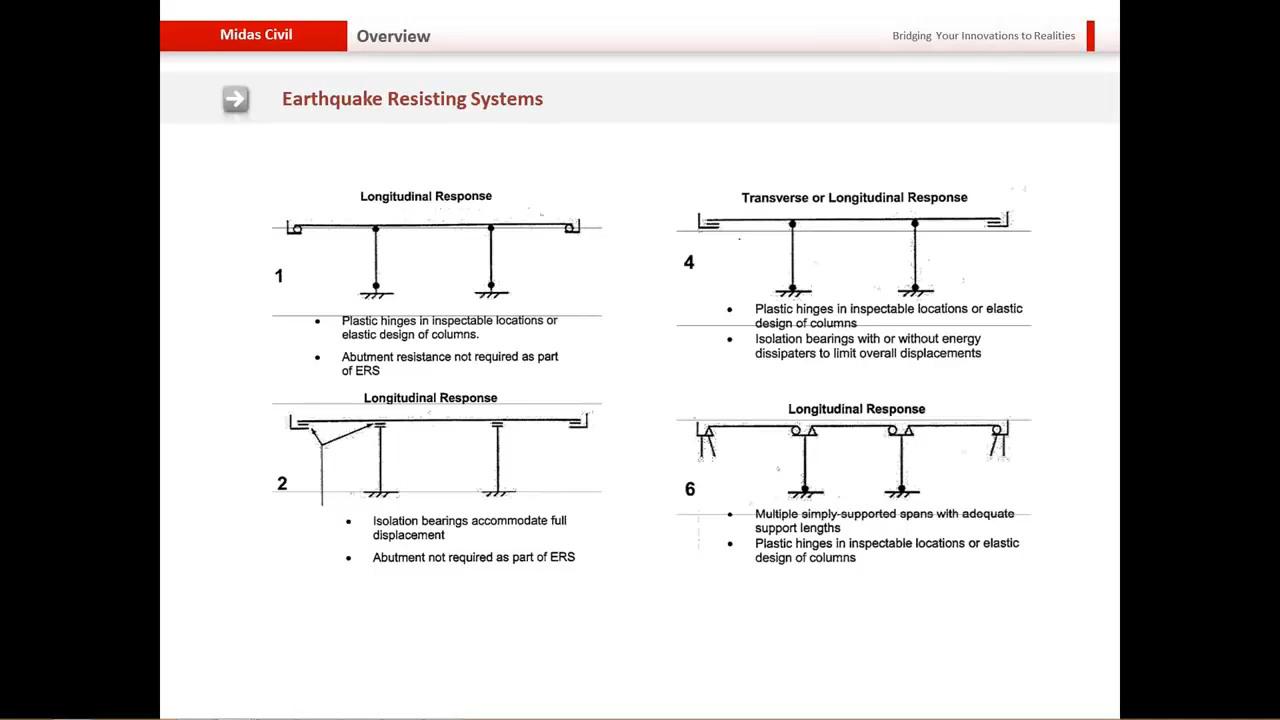 Midas Civil
Overview
Bridging Your Innovations to Realities
Earthquake Resisting Systems
Longitudinal Response
1
• Plastic hinges in inspectable locations or
elastic design of columns.
• Abutment resistance not required as part
of ERS
Longitudinal Response
2
• Isolation bearings accommodate full
displacement
• Abutment not required as part of ERS
Transverse or Longitudinal Response
4
• Plastic hinges in inspectable locations or elastic
design of columns
• Isolation bearings with or without energy
dissipaters to limit overall displacements
Longitudinal Response
6
• Multiple simply-supported spans with adequate
support lengths
• Plastic hinges in inspectable locations or elastic
design of columns